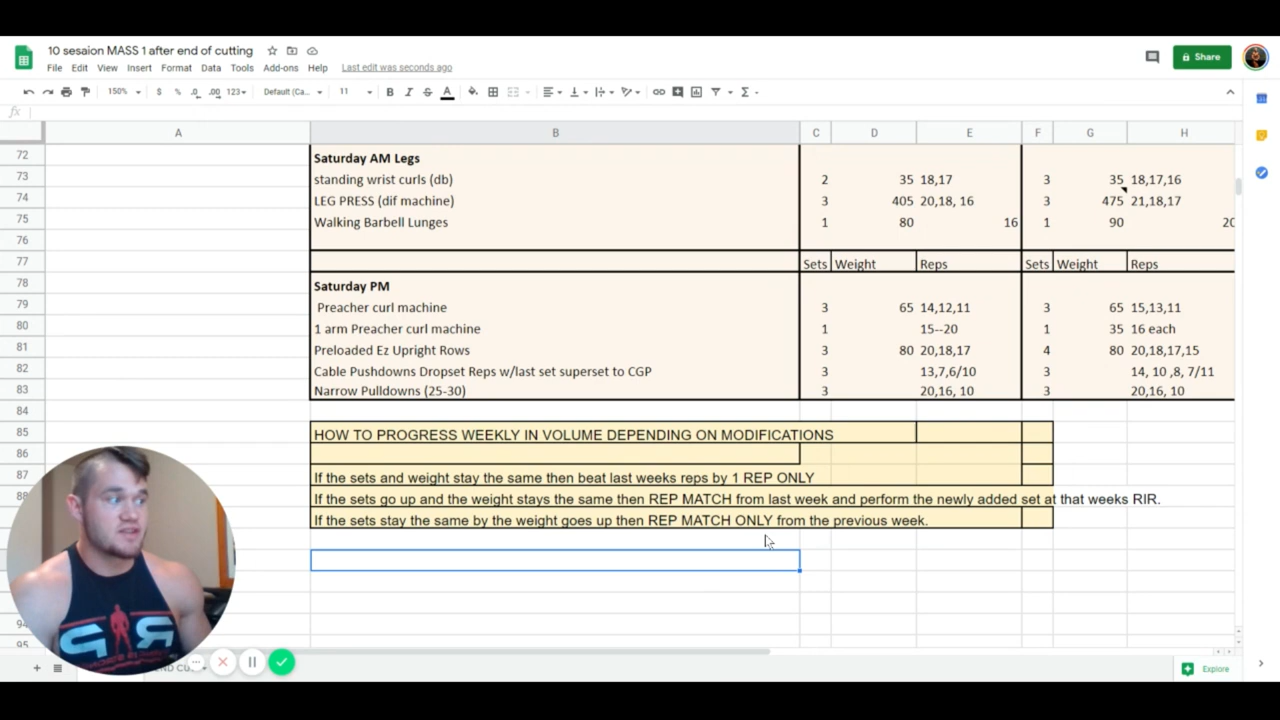 10 sesaion MASS 1 after end of cutting
File Edit View Insert Format Data Tools Add-ons Help Last edit was seconds ago
Share
150% $ % .0 .00 123 Default (Ca... 11 B I S A
fx
A B C D E F G H
72 Saturday AM Legs
73 standing wrist curls (db) 2 35 18,17 3 35 18,17,16
74 LEG PRESS (dif machine) 3 405 20,18, 16 3 475 21,18,17
75 Walking Barbell Lunges 1 80 16 1 90 20
76
77 Sets Weight Reps Sets Weight Reps
78 Saturday PM
79 Preacher curl machine 3 65 14,12,11 3 65 15,13,11
80 1 arm Preacher curl machine 1 15--20 1 35 16 each
81 Preloaded Ez Upright Rows 3 80 20,18,17 4 80 20,18,17,15
82 Cable Pushdowns Dropset Reps w/last set superset to CGP 3 13,7,6/10 3 14, 10 ,8, 7/11
83 Narrow Pulldowns (25-30) 3 20,16, 10 3 20,16, 10
84
85 HOW TO PROGRESS WEEKLY IN VOLUME DEPENDING ON MODIFICATIONS
86
87 If the sets and weight stay the same then beat last weeks reps by 1 REP ONLY
88 If the sets go up and the weight stays the same then REP MATCH from last week and perform the newly added set at that weeks RIR.
If the sets stay the same by the weight goes up then REP MATCH ONLY from the previous week.
94
95
Explore